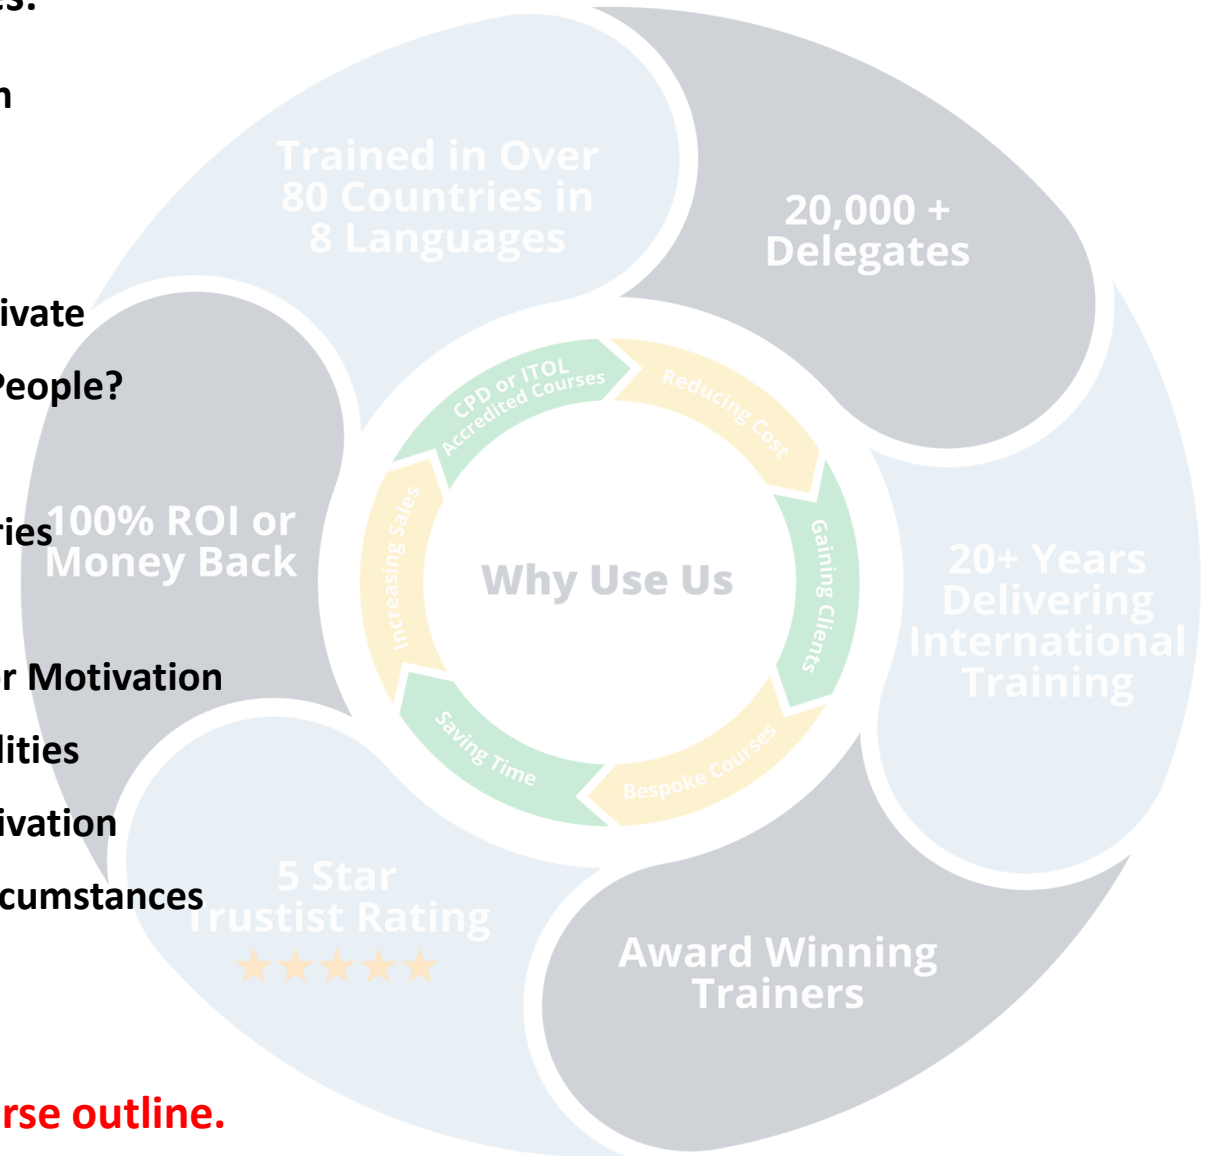 es:
n
ivate
People?
ries
or Motivation
lities
ivation
cumstances
rse outline.
Trained in Over
80 Countries in
8 Languages
20,000 +
Delegates
20+ Years
Delivering
International
Training
Award Winning
Trainers
5 Star
Trustist Rating
100% ROI or
Money Back
CPD or ITOL
Accredited Courses
Reducing Cost
Gaining Clients
Bespoke Courses
Saving Time
Increasing Sales
Why Use Us